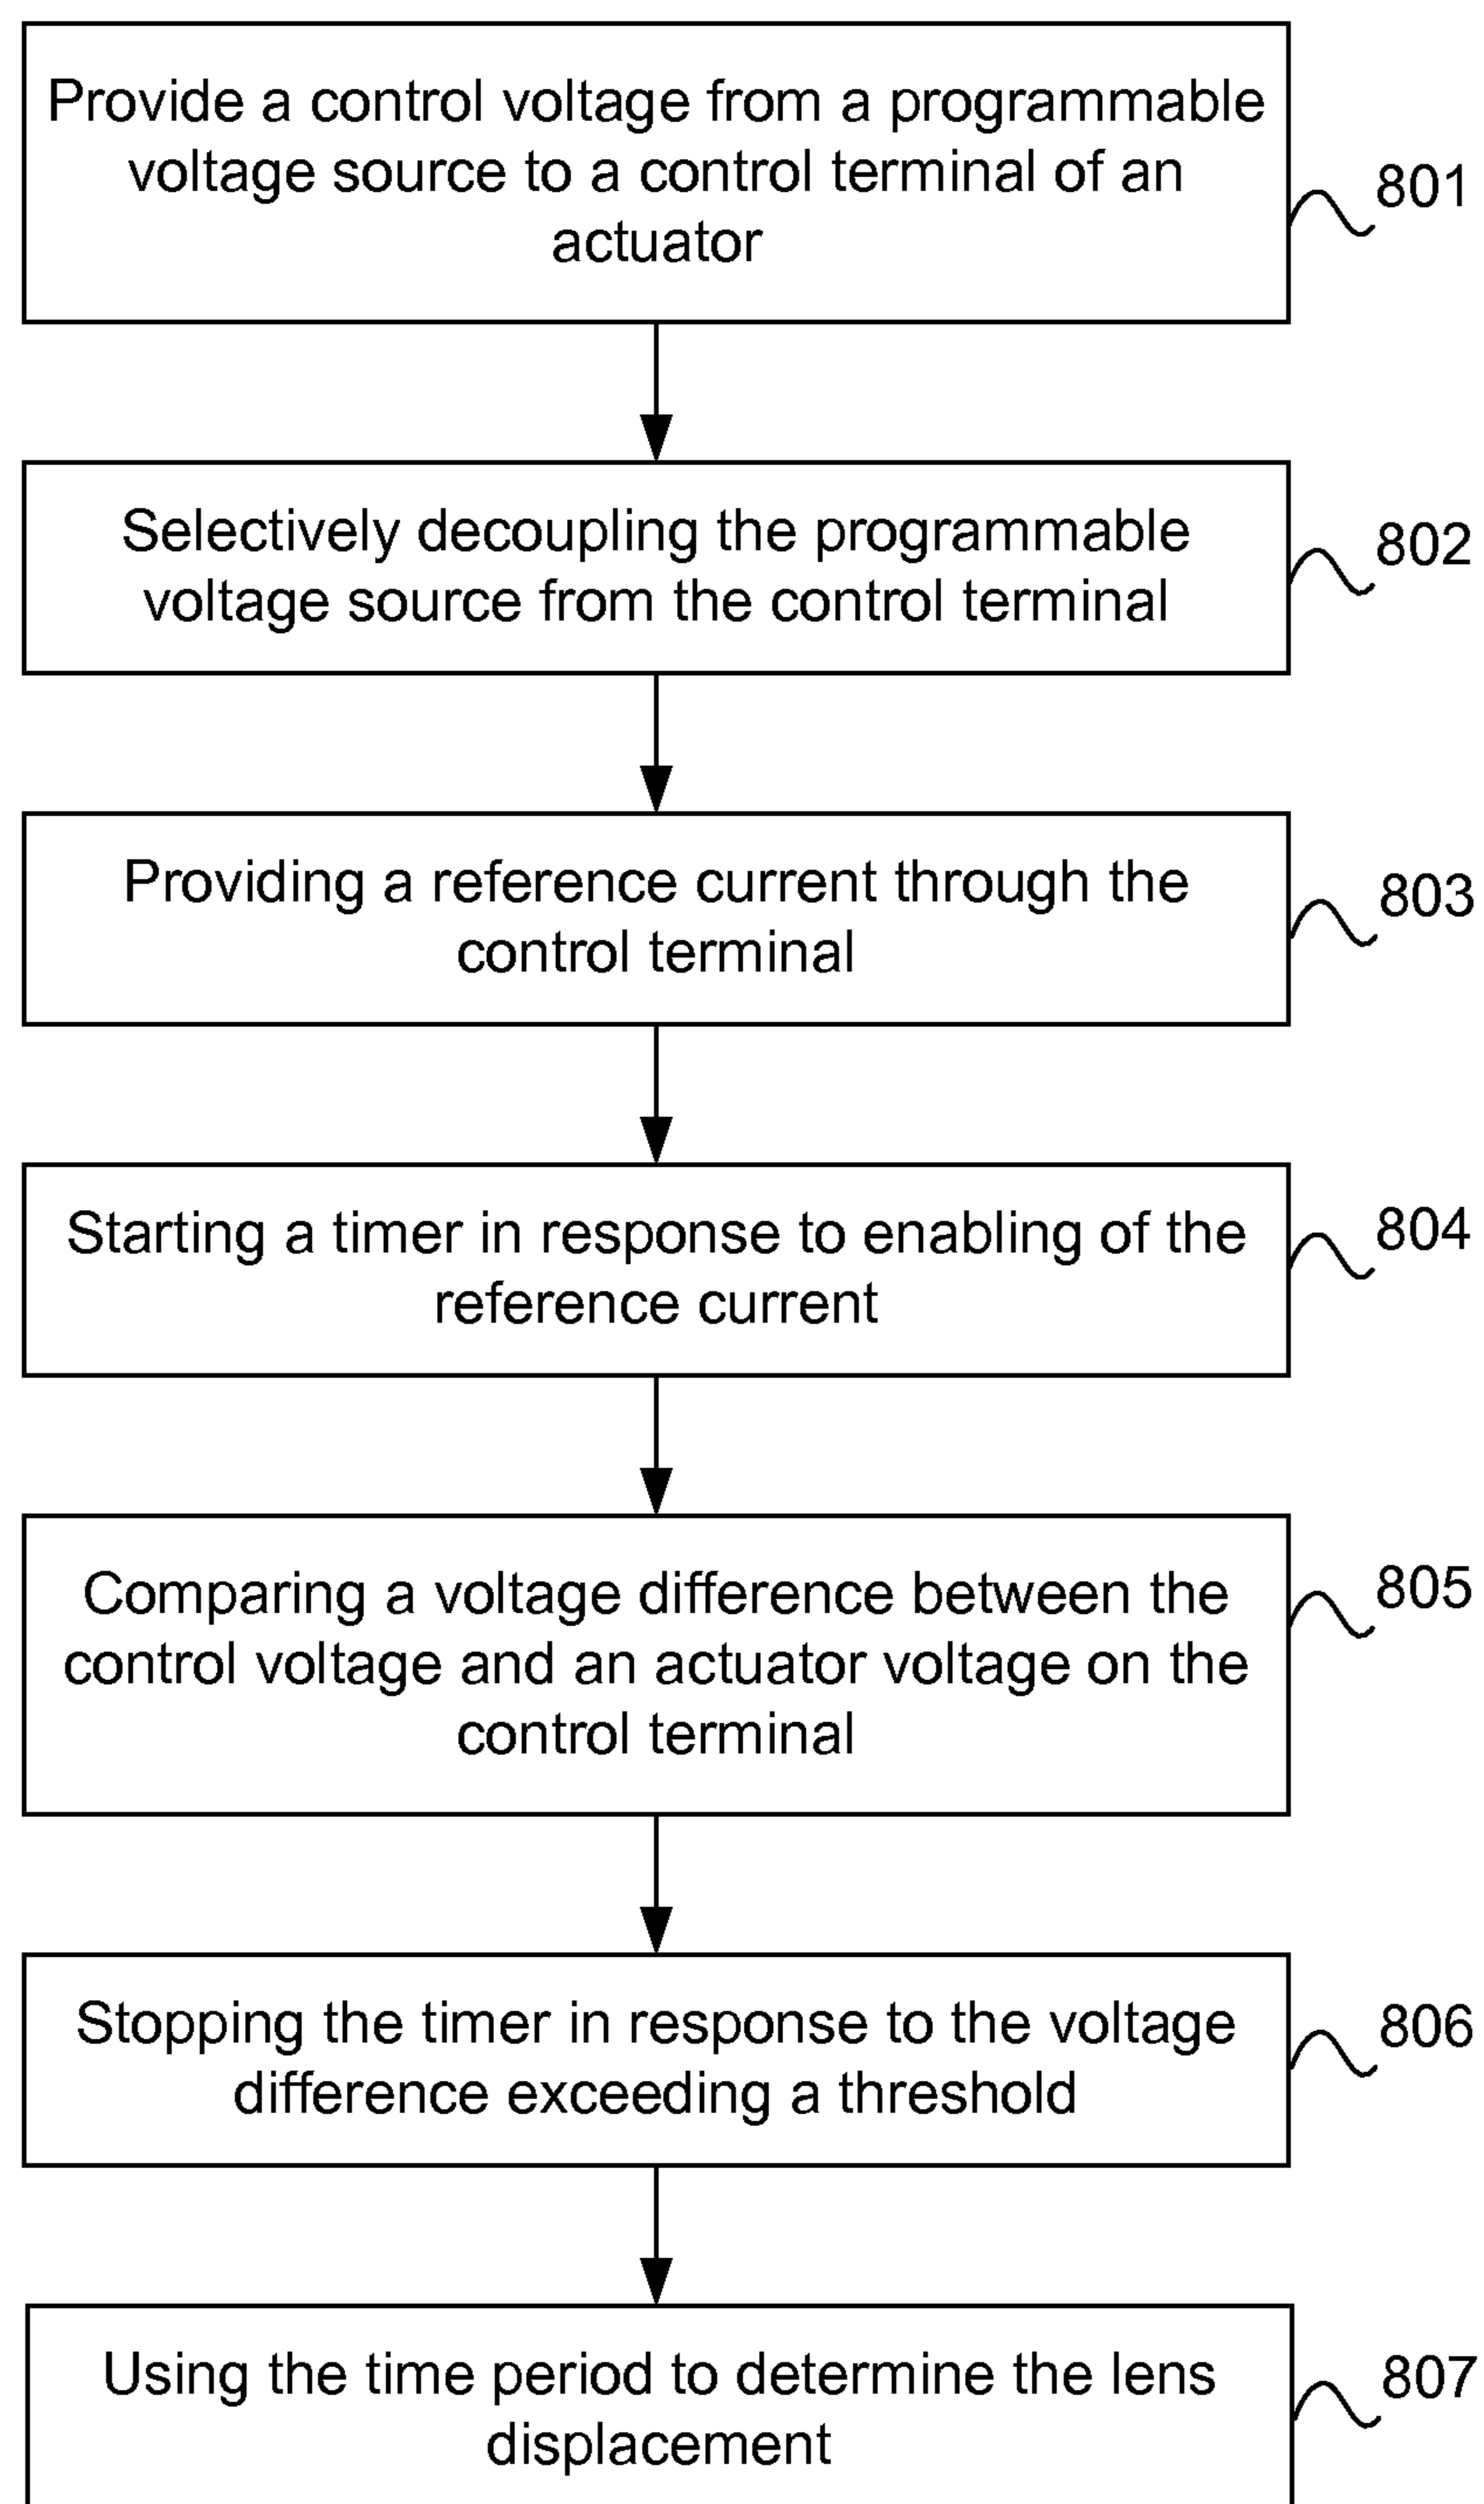 Provide a control voltage from a programmable
voltage source to a control terminal of an
actuator
801
Selectively decoupling the programmable
voltage source from the control terminal
802
Providing a reference current through the
control terminal
803
Starting a timer in response to enabling of the
reference current
804
Comparing a voltage difference between the
control voltage and an actuator voltage on the
control terminal
805
Stopping the timer in response to the voltage
difference exceeding a threshold
806
Using the time period to determine the lens
displacement
807